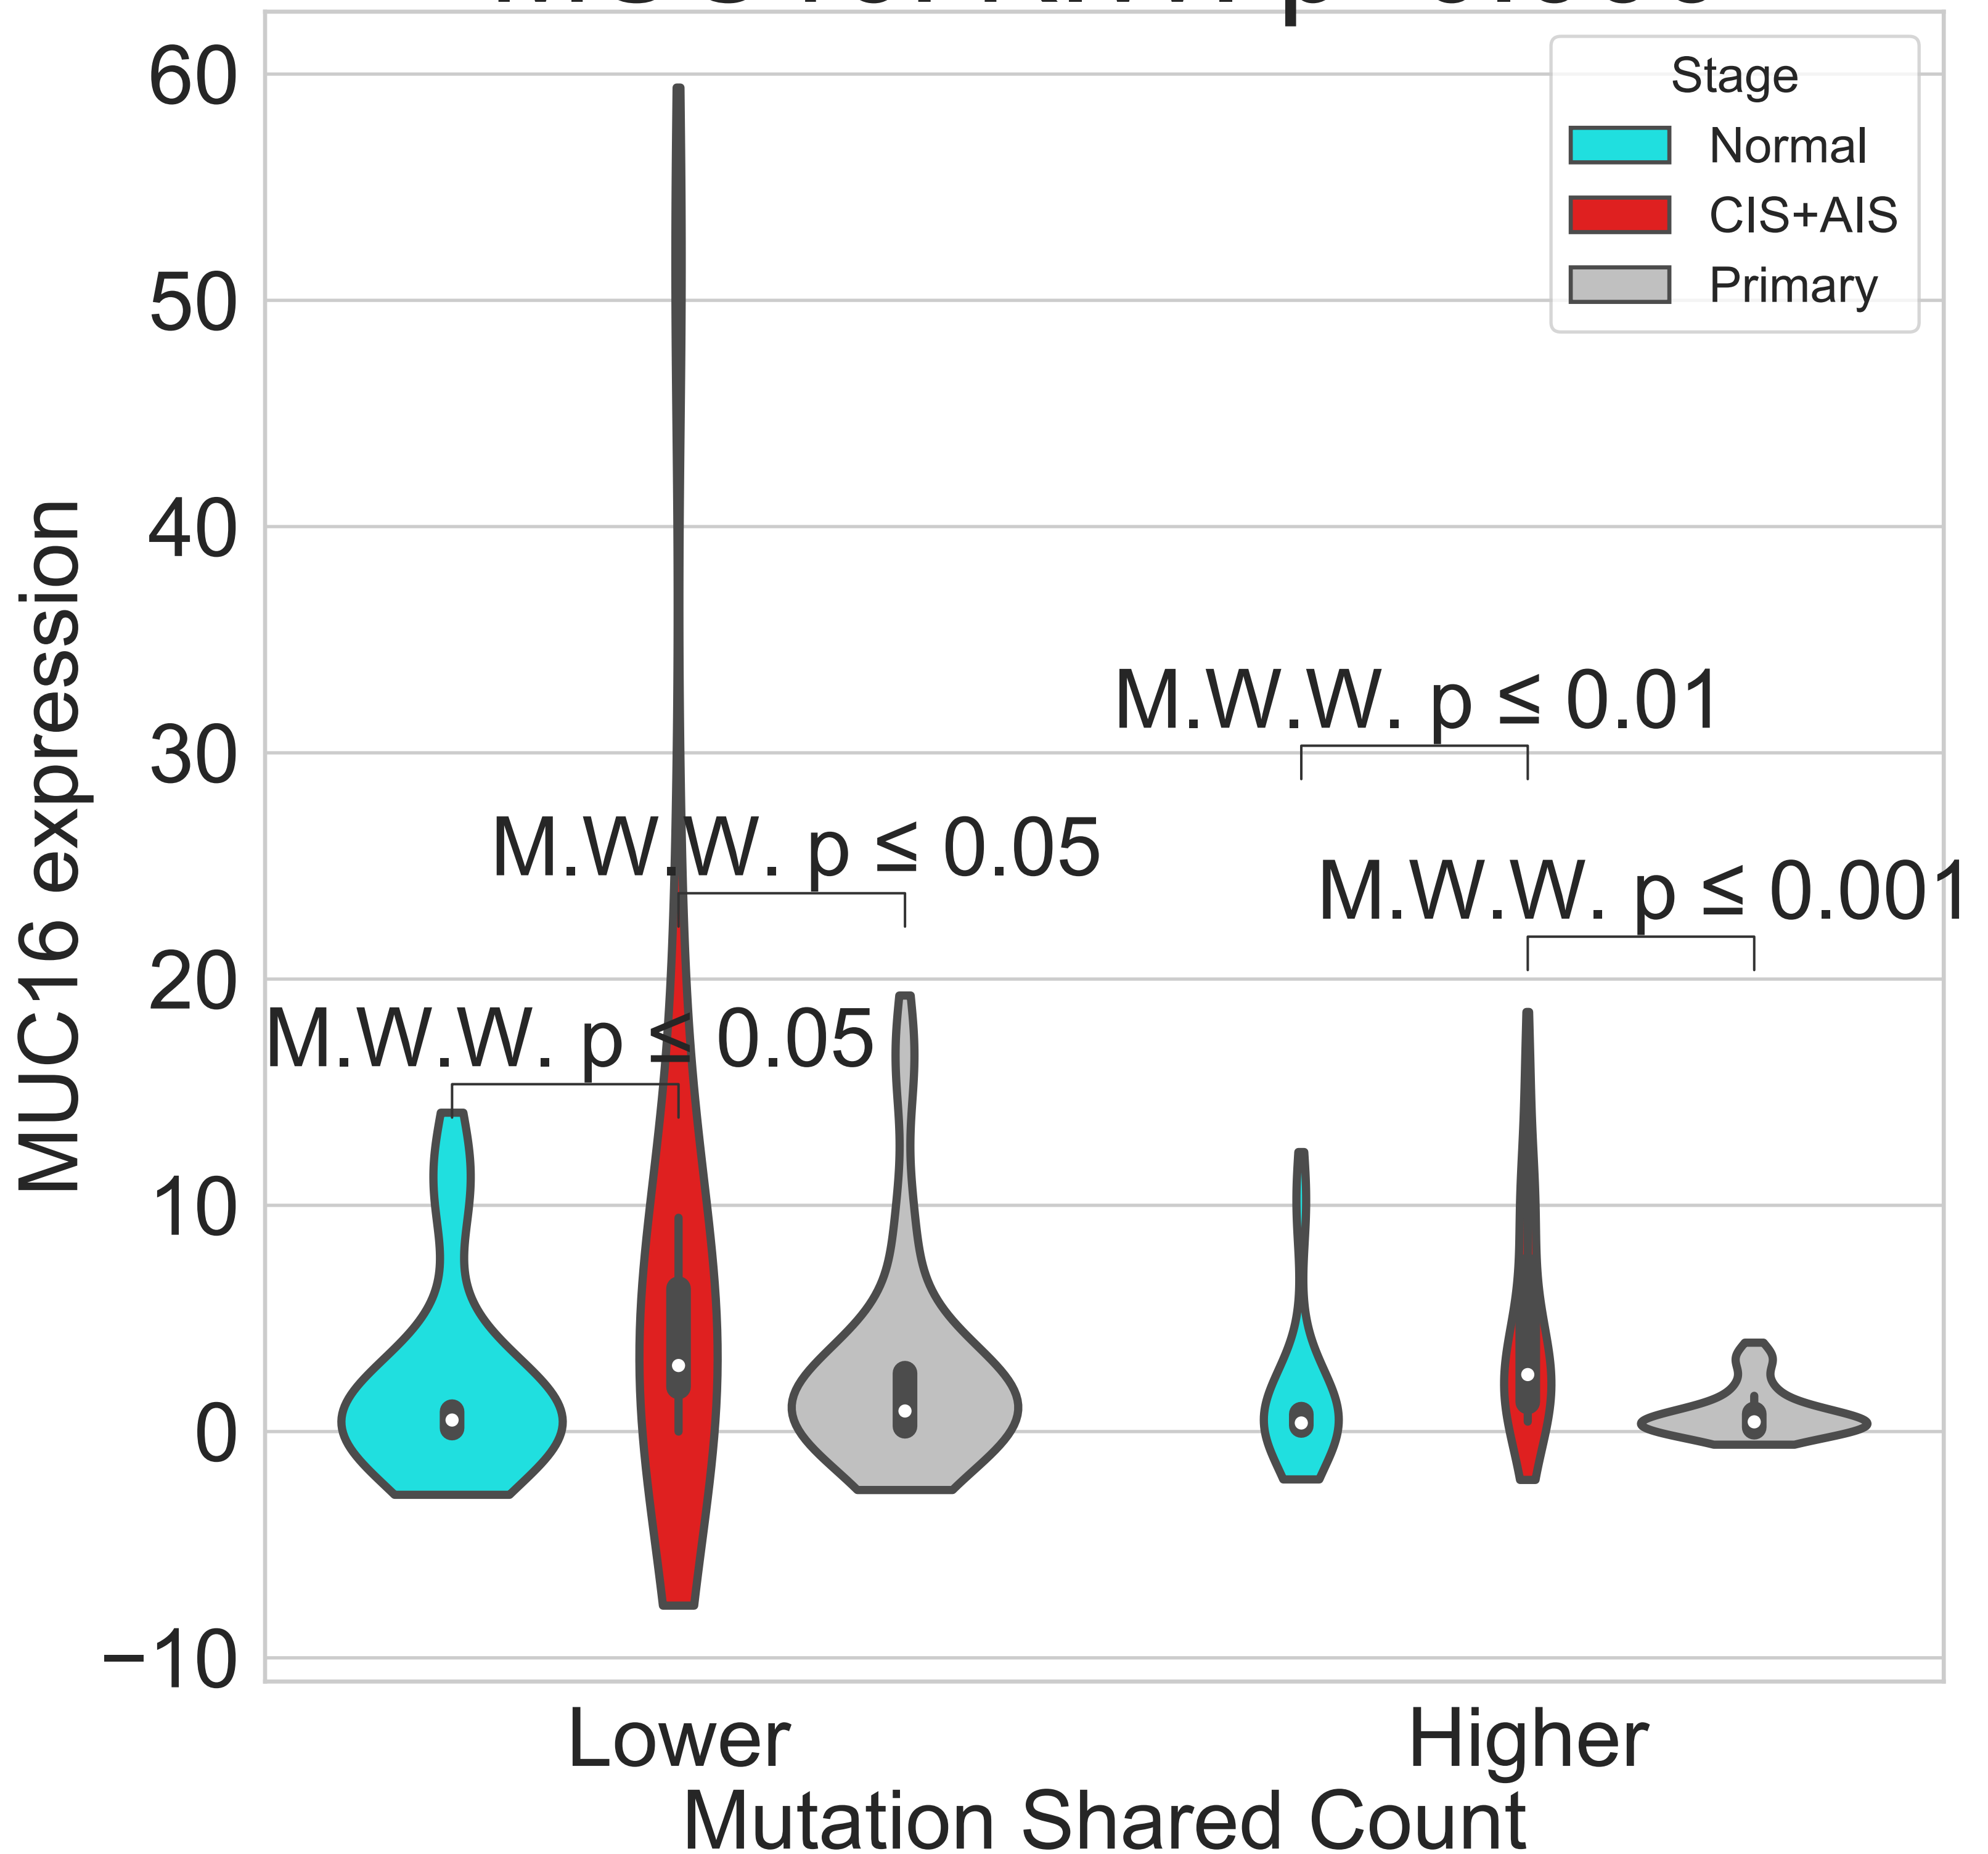 60
50
40
30
20
10
0
−10
MUC16 expression
Stage
Normal
CIS+AIS
Primary
M.W.W. p ≤ 0.01
M.W.W. p ≤ 0.05
M.W.W. p ≤ 0.001
M.W.W. p ≤ 0.05
Lower
Higher
Mutation Shared Count